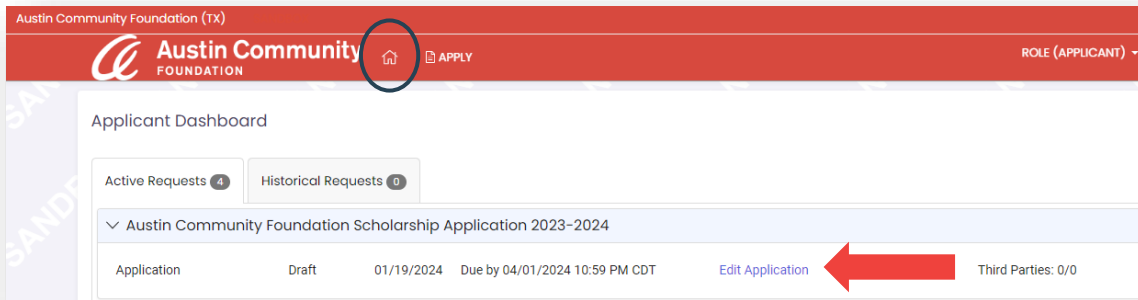 Austin Community Foundation (TX)
Austin Community
FOUNDATION
APPLY
ROLE (APPLICANT)
Applicant Dashboard
Active Requests 4
Historical Requests 0
Austin Community Foundation Scholarship Application 2023-2024
Application Draft 01/19/2024 Due by 04/01/2024 10:59 PM CDT Edit Application Third Parties: 0/0